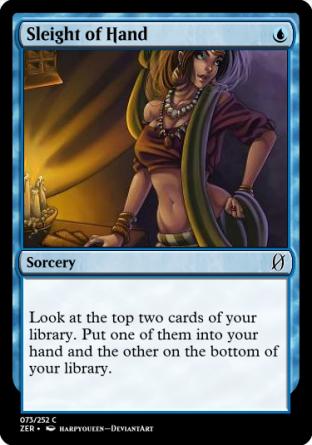 Sleight of Hand
Sorcery
Look at the top two cards of your
library. Put one of them into your
hand and the other on the bottom of
your library.
073/252 C
ZER • HARPYQUEEN—DEVIANTART